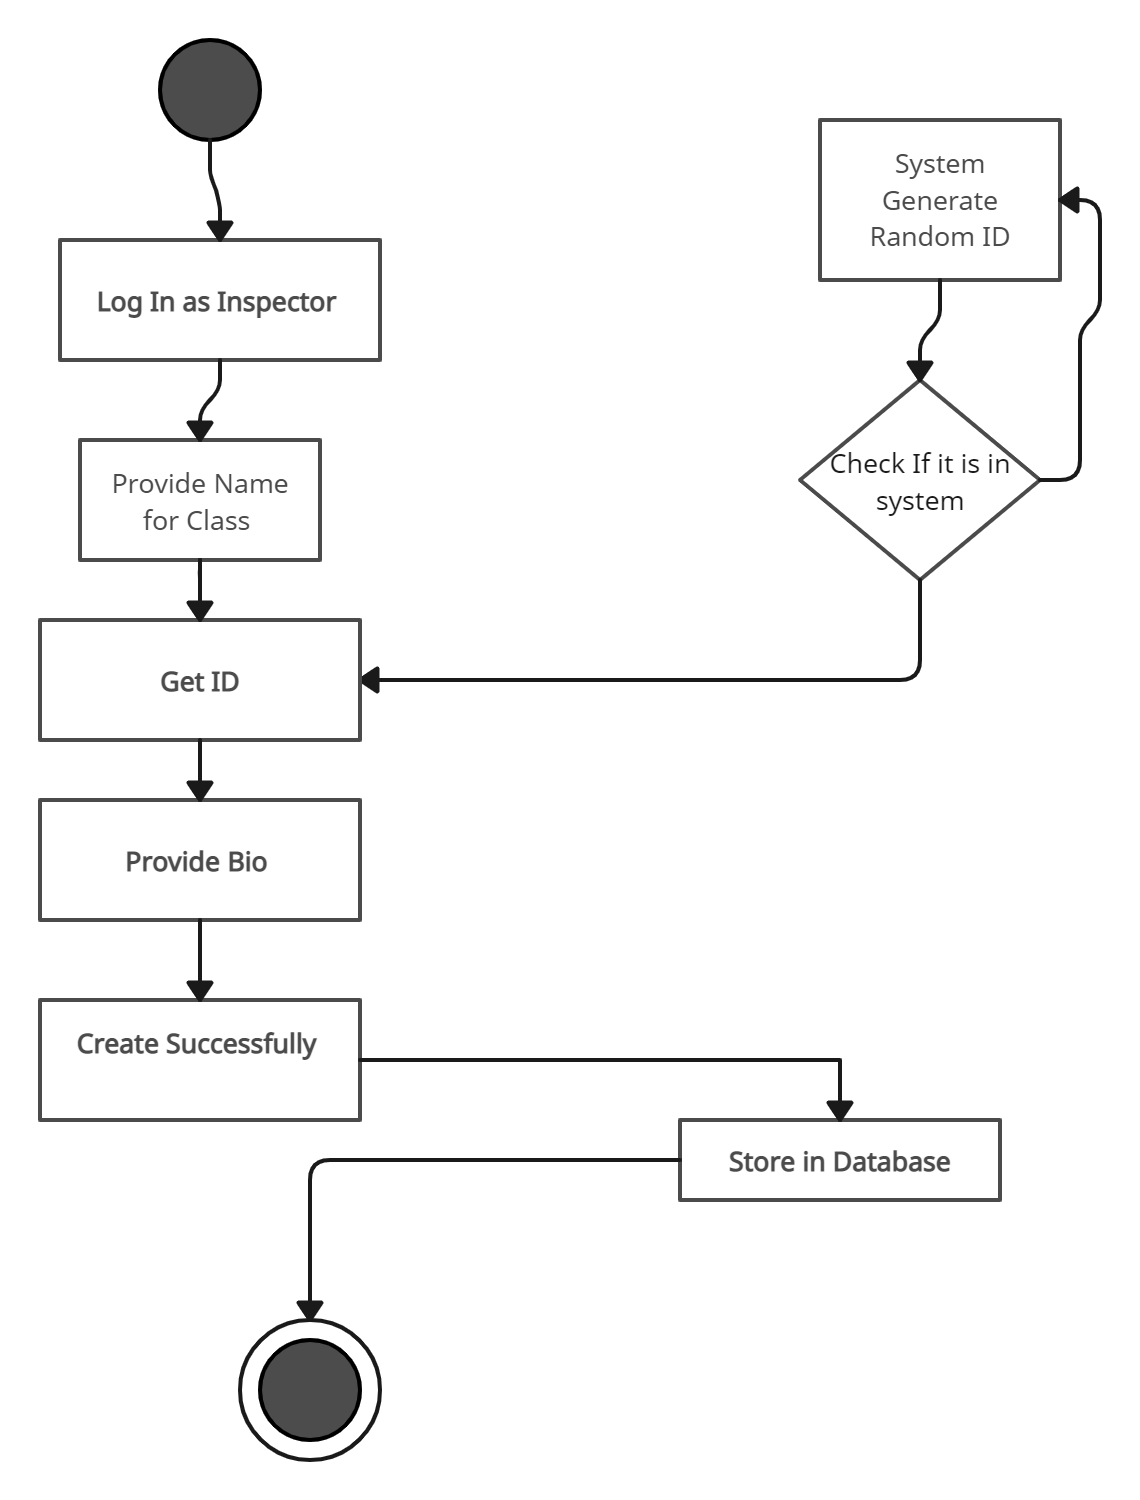 System
Generate
Random ID
Log In as Inspector
Check If it is in
system
Provide Name
for Class
Get ID
Provide Bio
Create Successfully
Store in Database